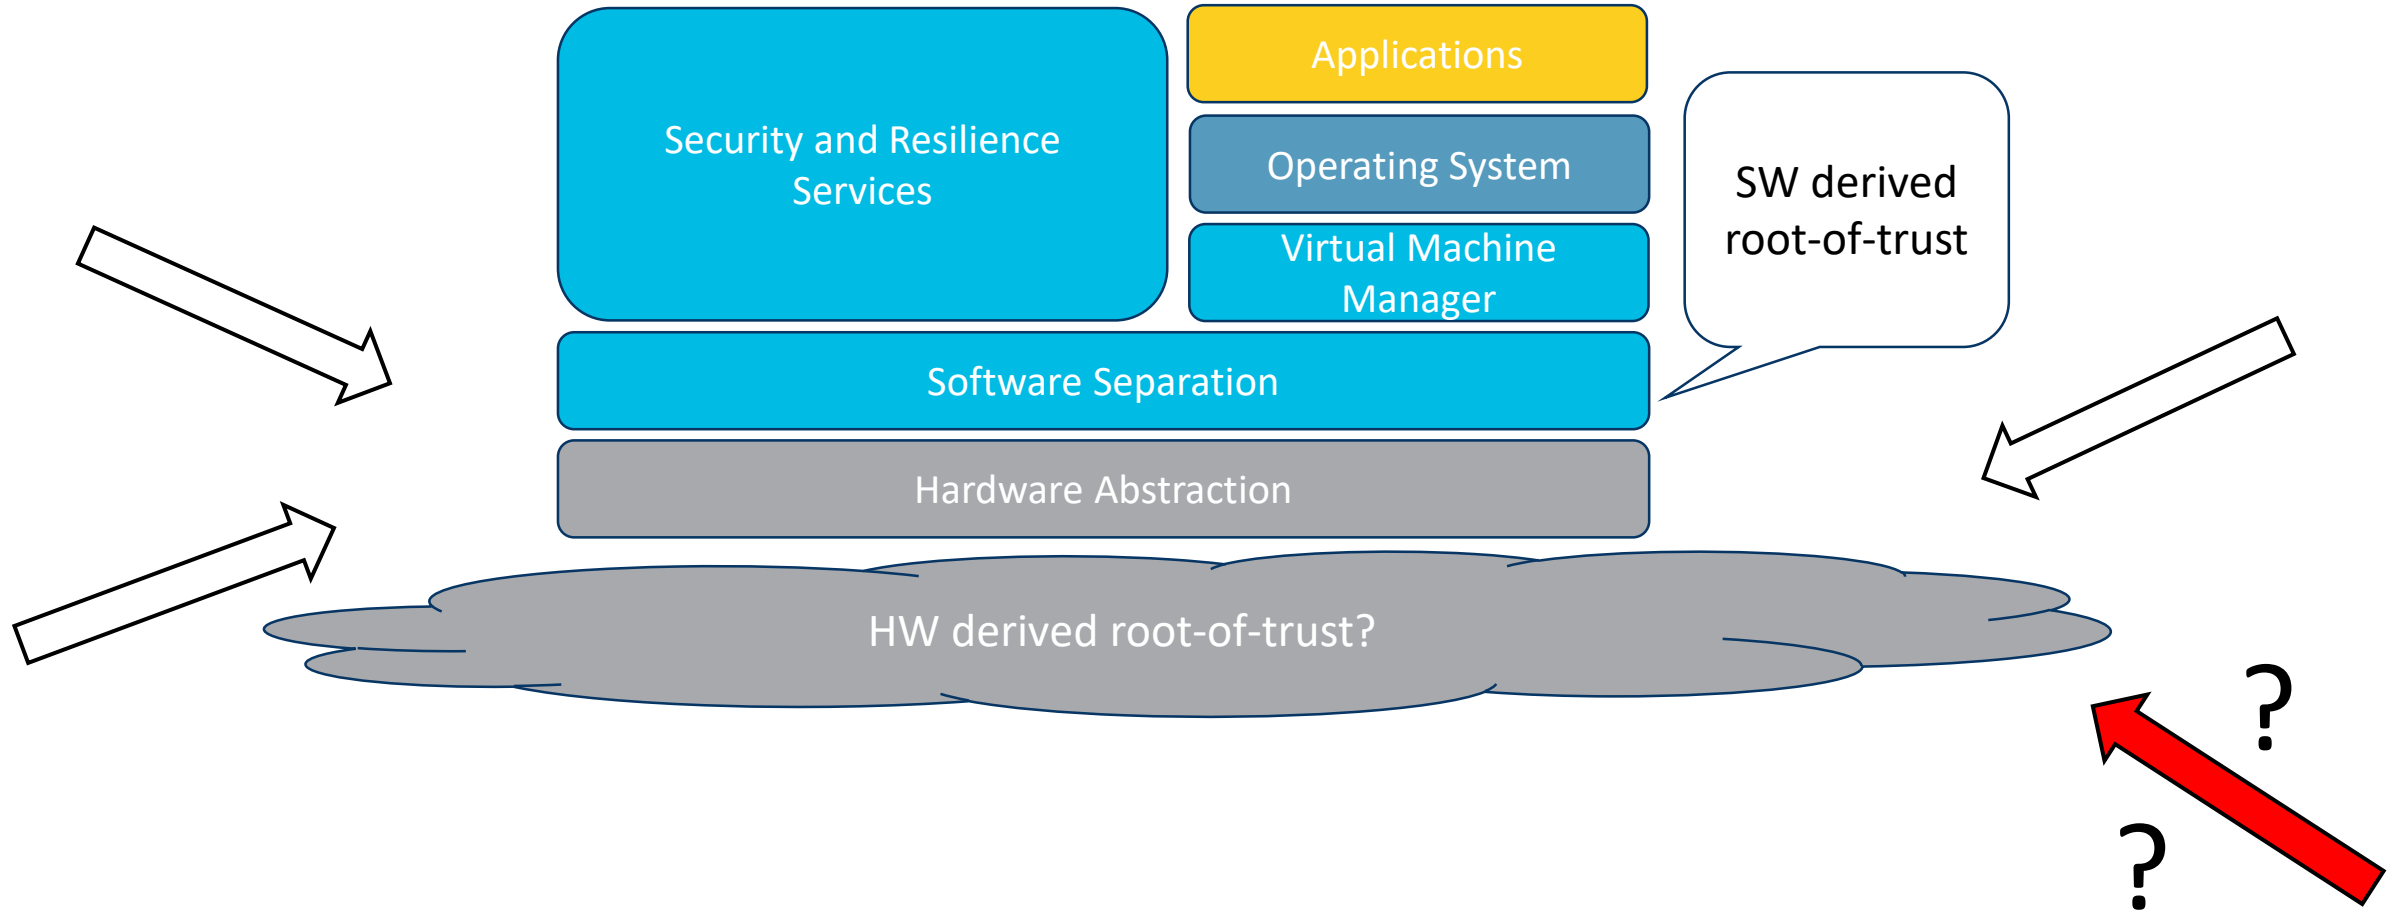 Applications
Security and Resilience
Services
Operating System
Virtual Machine
Manager
SW derived
root-of-trust
Software Separation
Hardware Abstraction
HW derived root-of-trust?
?
?